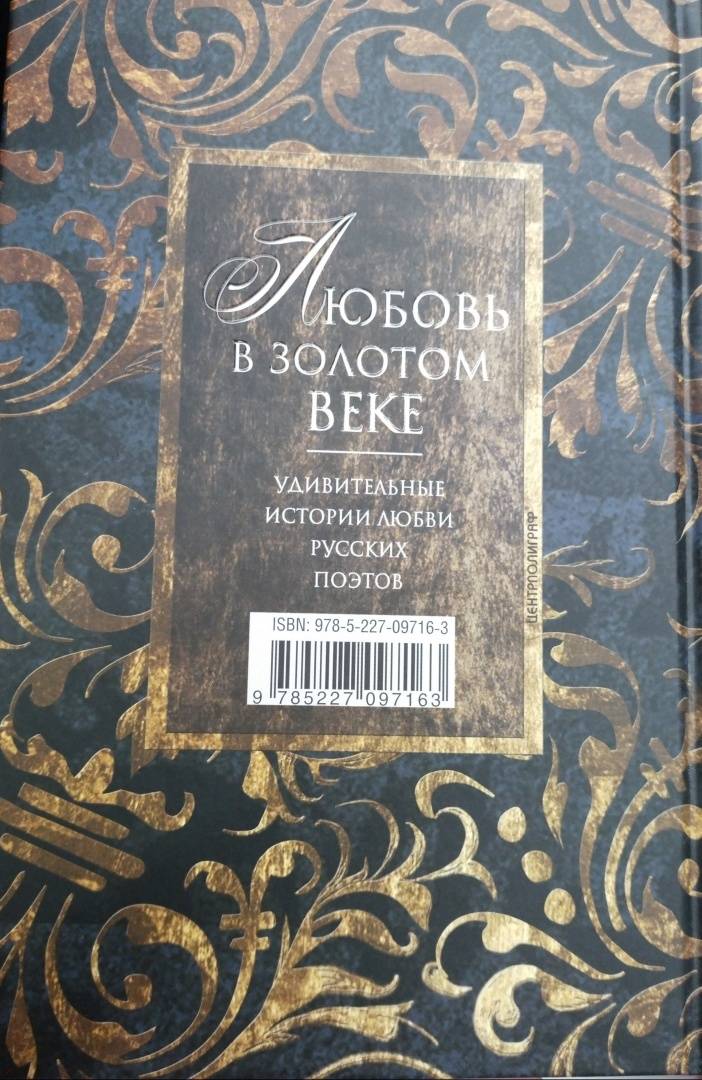 Любовь
в золотом
веке
удивительные
истории любви
русских
поэтов
ЦЕНТРПОЛИГРАФ
ISBN: 978-5-227-09716-3
9 785227 097163